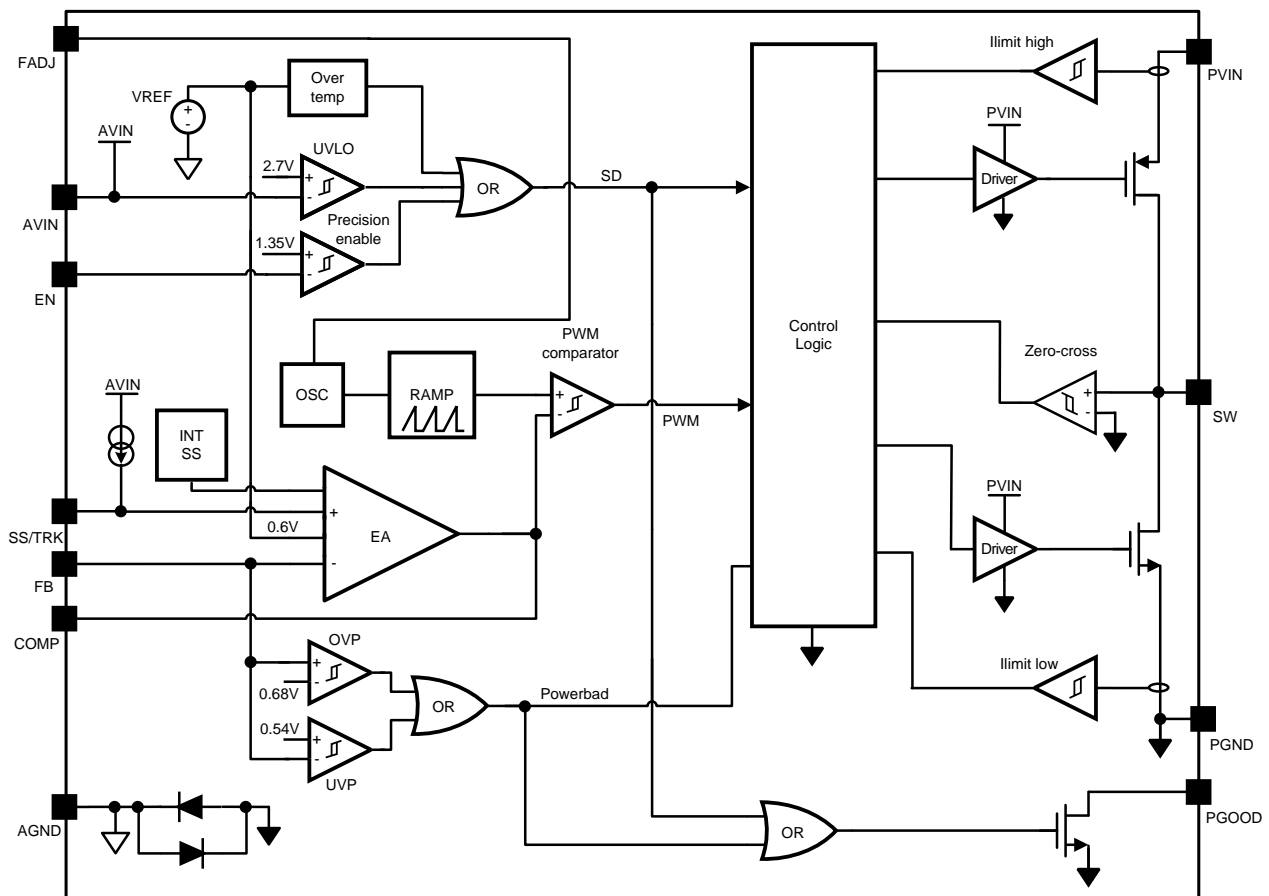 FADJ
Over
temp
VREF
+
-
AVIN
UVLO
2.7V
+
-
AVIN
Precision
enable
1.35V
+
-
EN
OR
SD
Ilimit high
PVIN
PVIN
Driver
PWM
comparator
OSC
RAMP
+
-
PWM
Control
Logic
Zero-cross
+
-
SW
AVIN
INT
SS
SS/TRK
+
0.6V
EA
-
FB
COMP
PVIN
Driver
OVP
+
-
0.68V
0.54V
+
-
UVP
OR
Powerbad
Ilimit low
PGND
AGND
OR
PGOOD